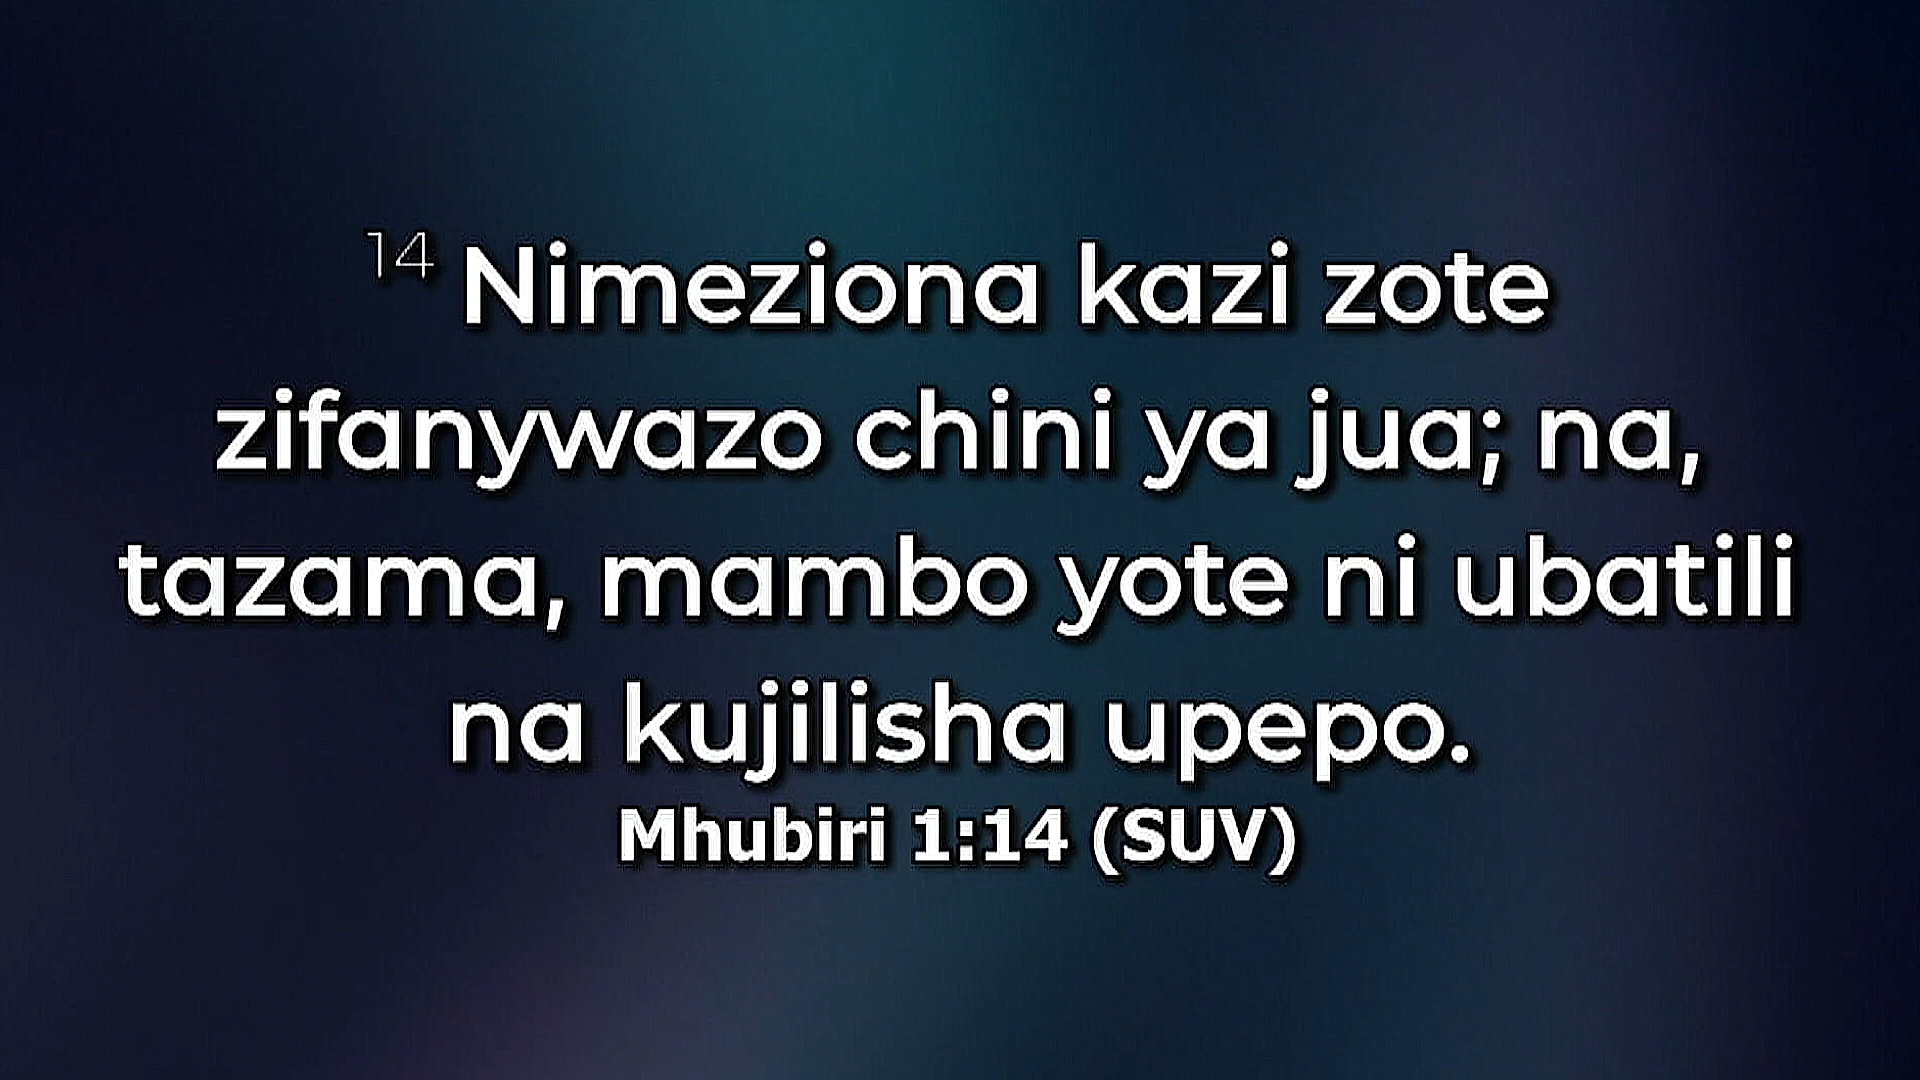 14 Nimeziona kazi zote
zifanywazo chini ya jua; na,
tazama, mambo yote ni ubatili
na kujilisha upepo.
Mhubiri 1:14 (SUV)